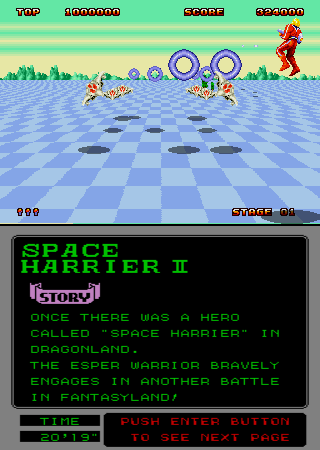 TOP 1000000 SCORE 324000
STAGE 01
SPACE
HARRIER II
STORY
ONCE THERE WAS A HERO
CALLED "SPACE HARRIER" IN
DRAGONLAND.
THE ESPER WARRIOR BRAVELY
ENGAGES IN ANOTHER BATTLE
IN FANTASYLAND!
TIME
20'19"
PUSH ENTER BUTTON
TO SEE NEXT PAGE